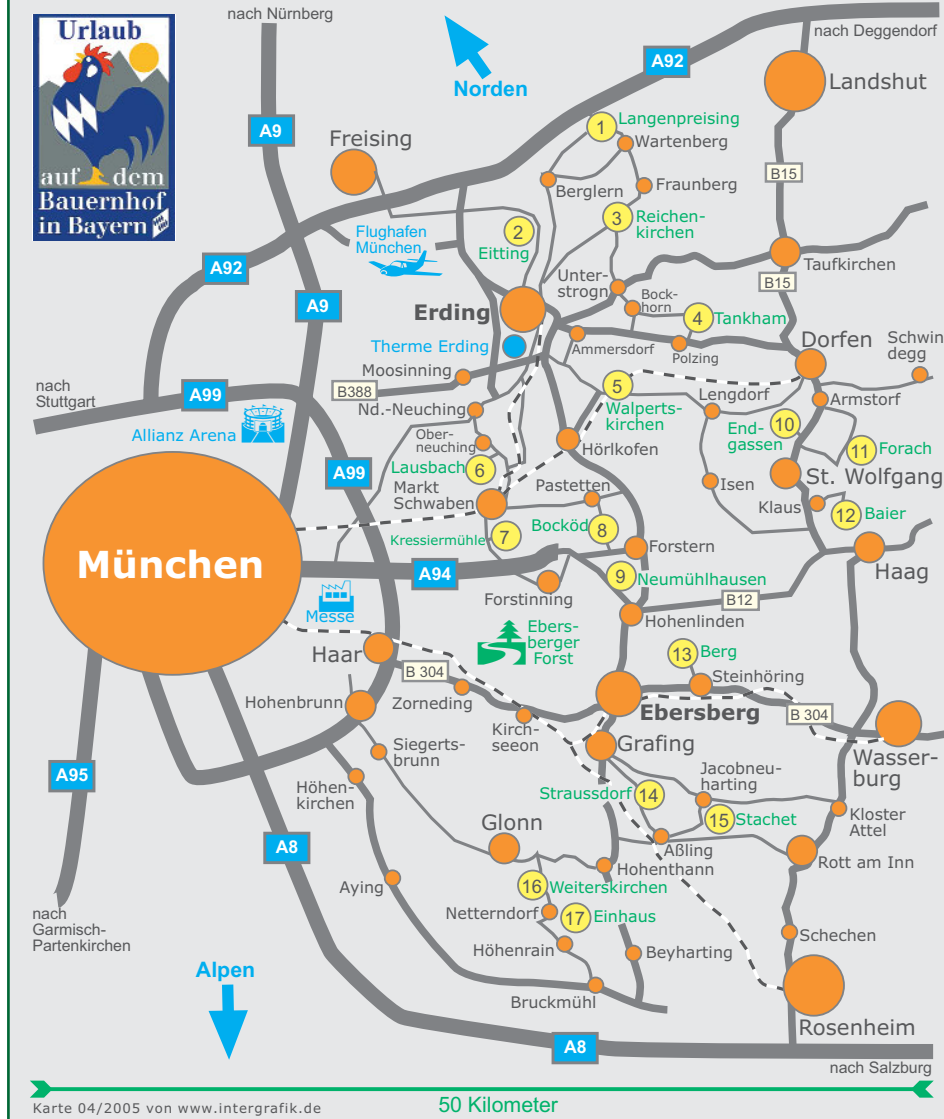 Urlaub
auf dem
Bauernhof
in Bayern
nach Nürnberg
nach Deggendorf
Norden
A92
Landshut
A9
Freising
1
Langenpreising
Wartenberg
B15
Berglern
Fraunberg
3
Reichen-
kirchen
2
Eitting
Flughafen
München
A92
A9
Taufkirchen
B15
Unter-
strogn
Bock-
horn
4
Tankham
Erding
Therme Erding
Ammersdorf
Polzing
Dorfen
Schwin
degg
Moosinning
B388
nach
Stuttgart
A99
5
Walperts-
kirchen
Lengdorf
Armstorf
Nd.-Neuching
Allianz Arena
Ober-
neuching
10
End-
gassen
11
Forach
Hörlkofen
A99
Lausbach
6
Markt
Schwaben
Pastetten
Isen
St. Wolfgang
Klaus
12
Baier
Kressiermühle
7
Bocköd
8
Forstern
München
A94
Haag
9
Neumühlhausen
Forstinning
B12
Messe
Hohenlinden
Ebers-
berger
Forst
Haar
13
Berg
Steinhöring
B 304
Zorneding
Hohenbrunn
Ebersberg
B 304
Kirch-
seeon
Grafing
Wasser-
burg
Siegerts-
brunn
A95
Höhen-
kirchen
Jacobneu-
harting
Straussdorf
14
15
Stachet
Kloster
Attel
Glonn
A8
Aßling
Hohenthann
Rott am Inn
Aying
16
Weiterskirchen
Netterndorf
17
Einhaus
nach
Garmisch-
Partenkirchen
Höhenrain
Beyharting
Schechen
Alpen
Bruckmühl
Rosenheim
A8
nach Salzburg
Karte 04/2005 von www.intergrafik.de
50 Kilometer